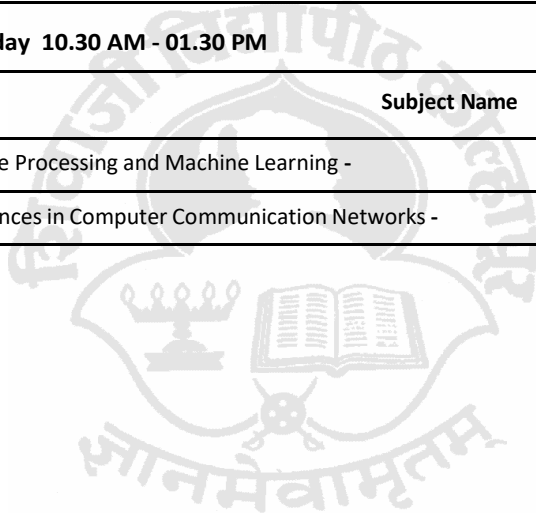 day 10.30 AM - 01.30 PM
Subject Name
e Processing and Machine Learning -
nces in Computer Communication Networks -
शिवाजी विद्यापीठ कोल्हापूर
ज्ञानमेवामृतम्